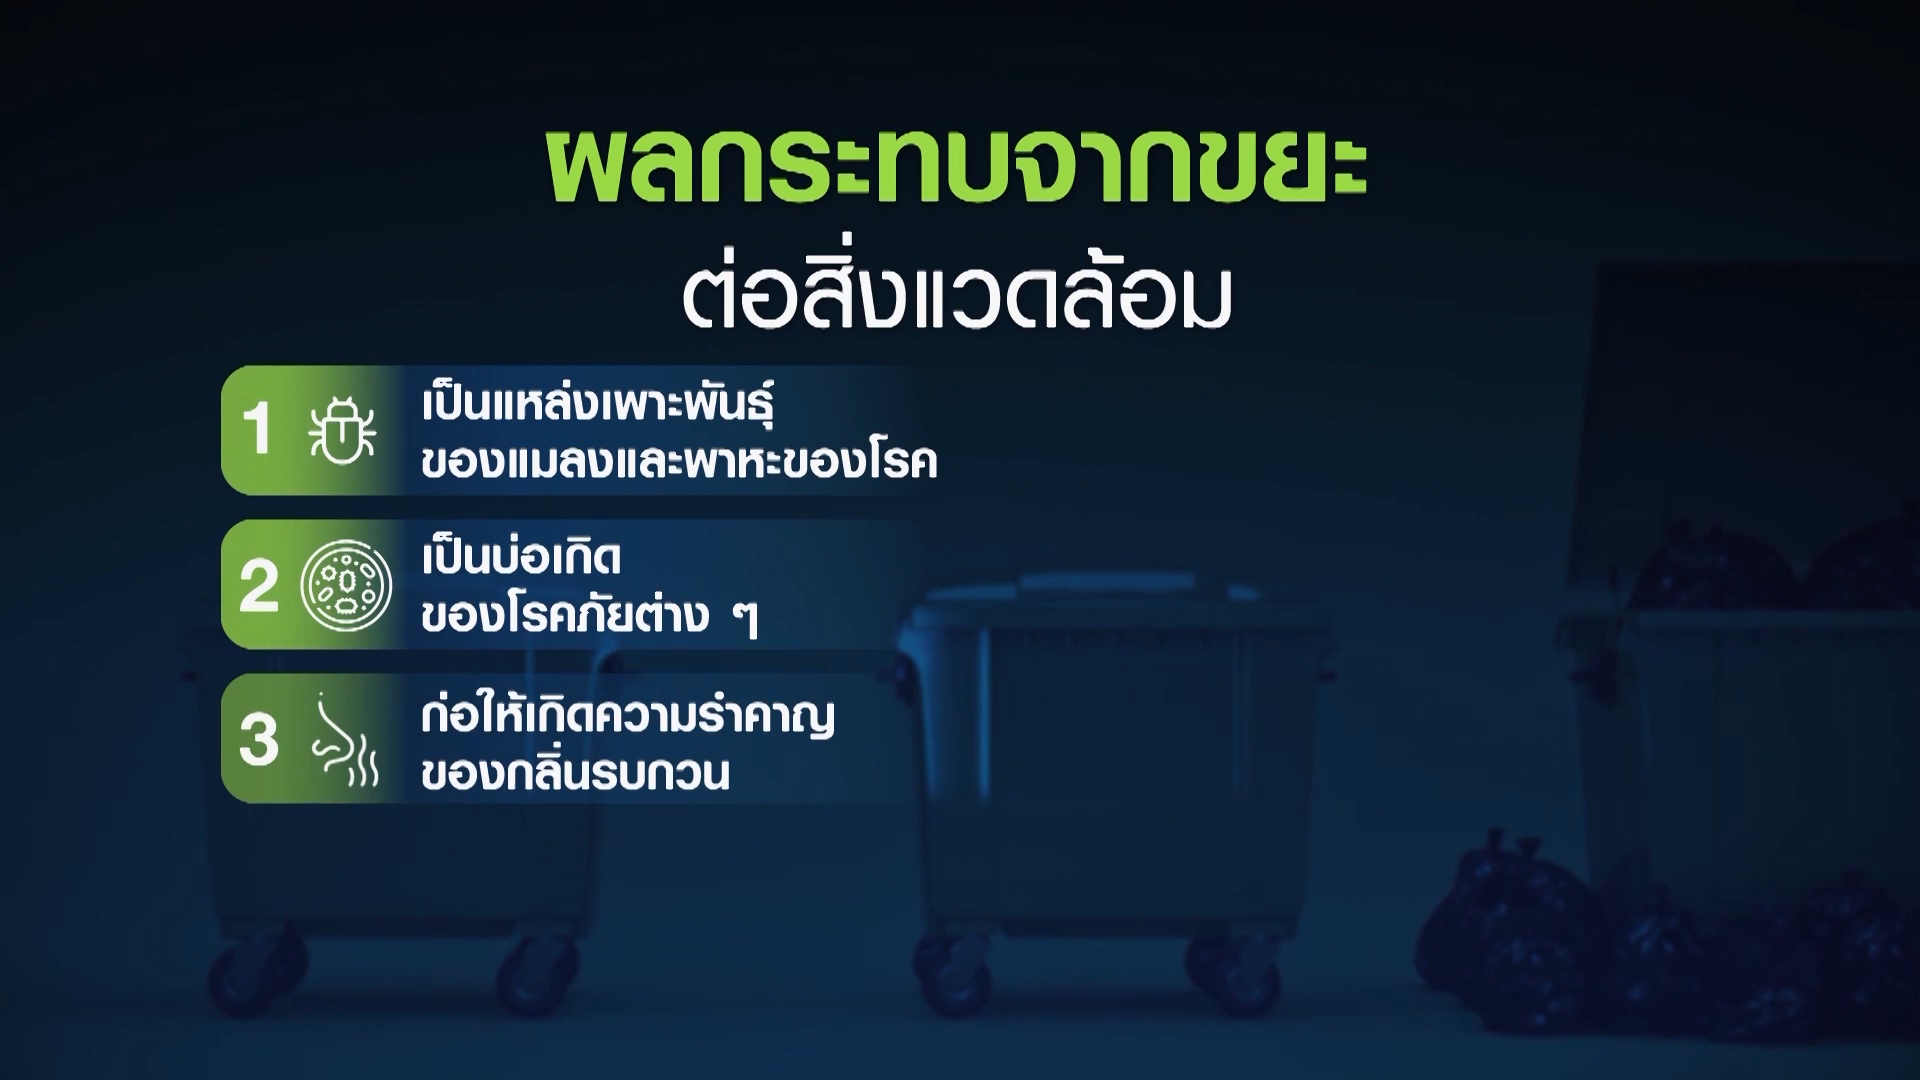 ผลกระทบจากขยะ
ต่อสิ่งแวดล้อม
1
เป็นแหล่งเพาะพันธุ์
ของแมลงและพาหะของโรค
2
เป็นบ่อเกิด
ของโรคภัยต่าง ๆ
3
ก่อให้เกิดความรำคาญ
ของกลิ่นรบกวน